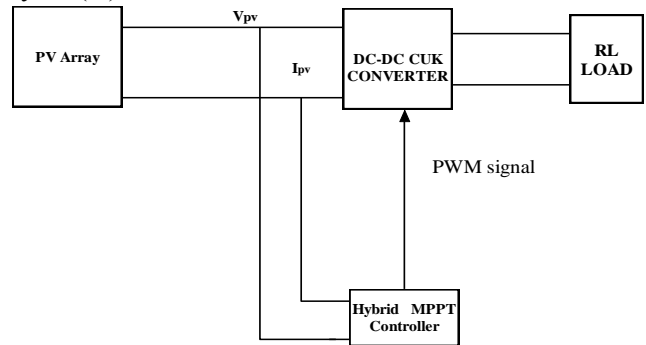 Vpv
PV Array
DC-DC CUK
CONVERTER
RL
LOAD
Ipv
PWM signal
Hybrid MPPT
Controller